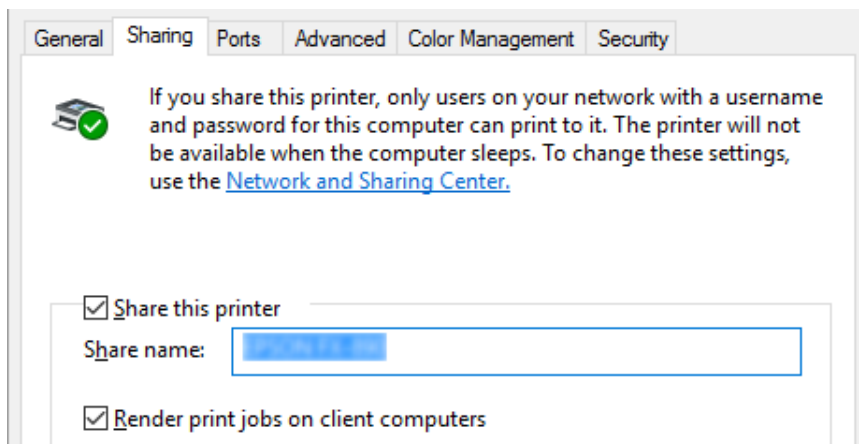 General Sharing Ports Advanced Color Management Security
If you share this printer, only users on your network with a username
and password for this computer can print to it. The printer will not
be available when the computer sleeps. To change these settings,
use the Network and Sharing Center.
Share this printer
Share name:
Render print jobs on client computers